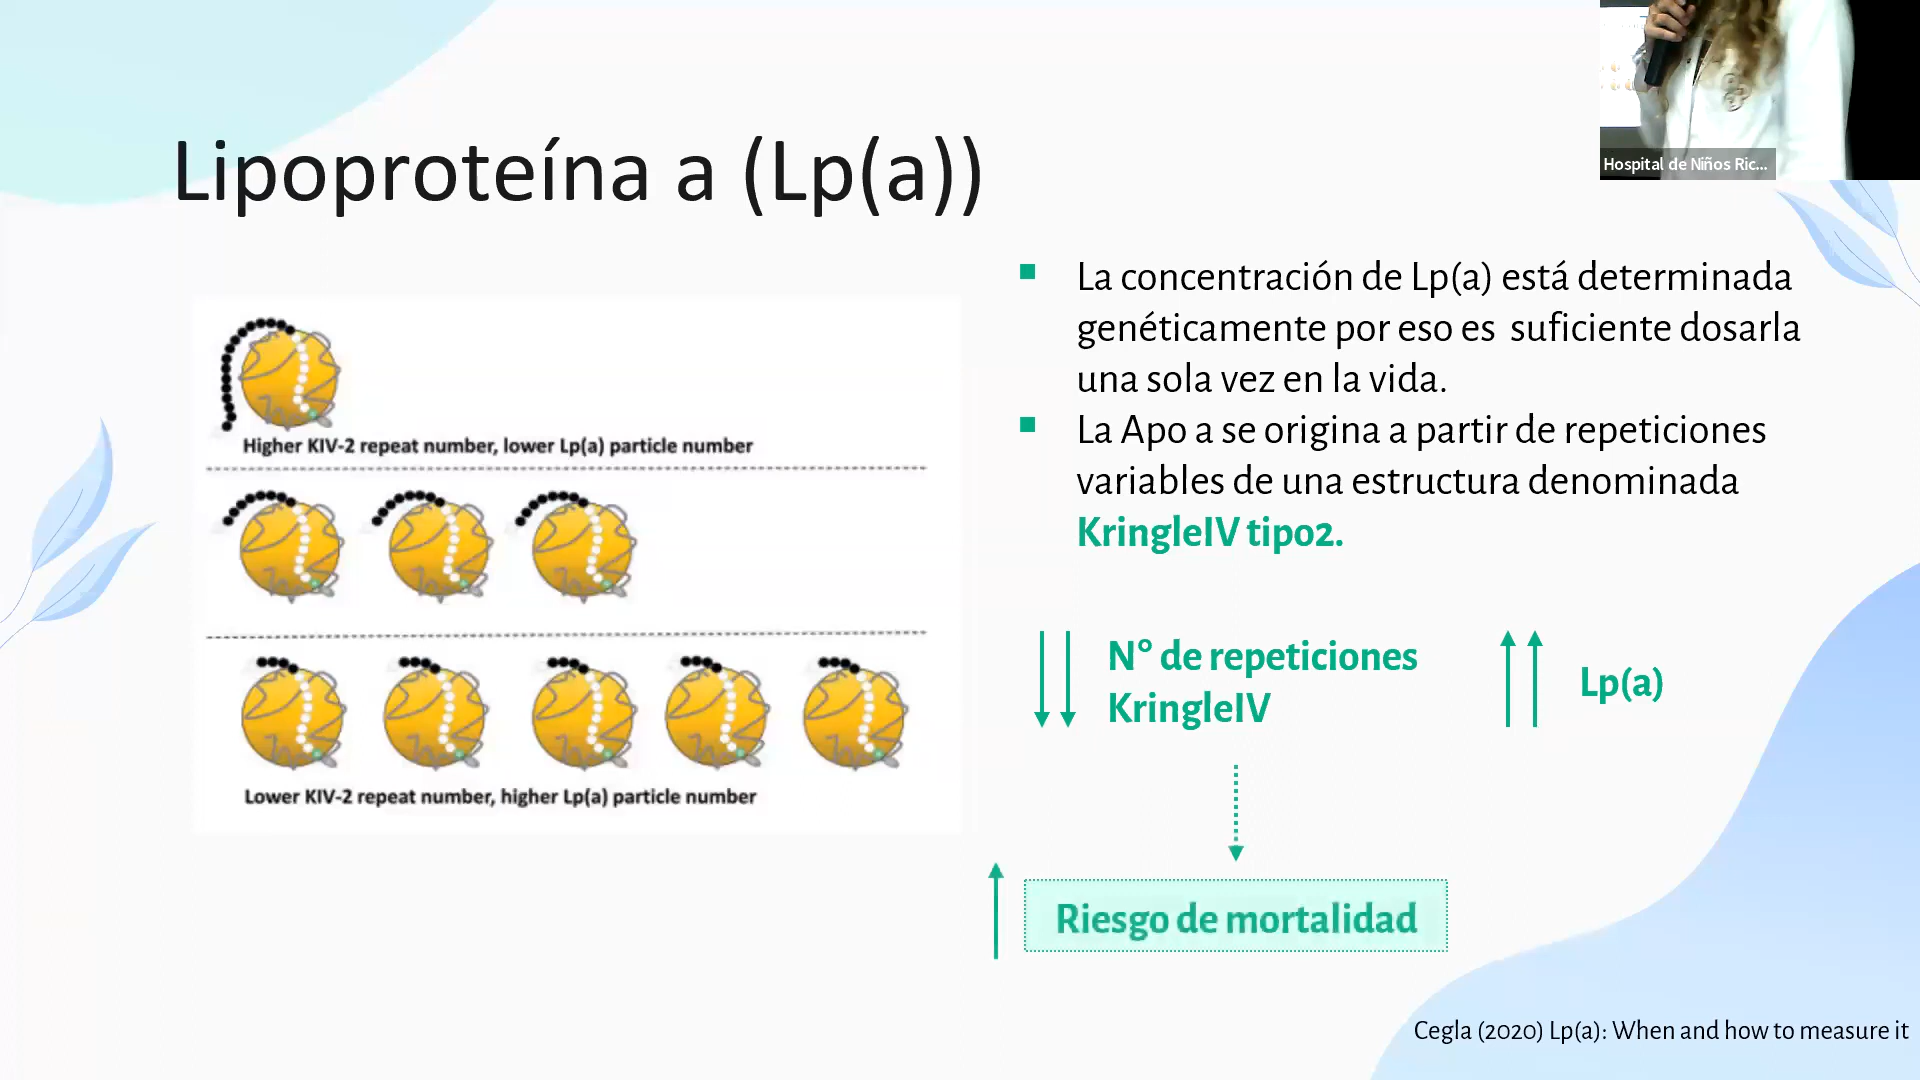 Hospital de Niños Ric...
Lipoproteína a (Lp(a))
Higher KIV-2 repeat number, lower Lp(a) particle number
Lower KIV-2 repeat number, higher Lp(a) particle number
La concentración de Lp(a) está determinada
genéticamente por eso es suficiente dosarla
una sola vez en la vida.
La Apo a se origina a partir de repeticiones
variables de una estructura denominada
KringleIV tipo2.
N° de repeticiones
KringleIV
Lp(a)
Riesgo de mortalidad
Cegla (2020) Lp(a): When and how to measure it